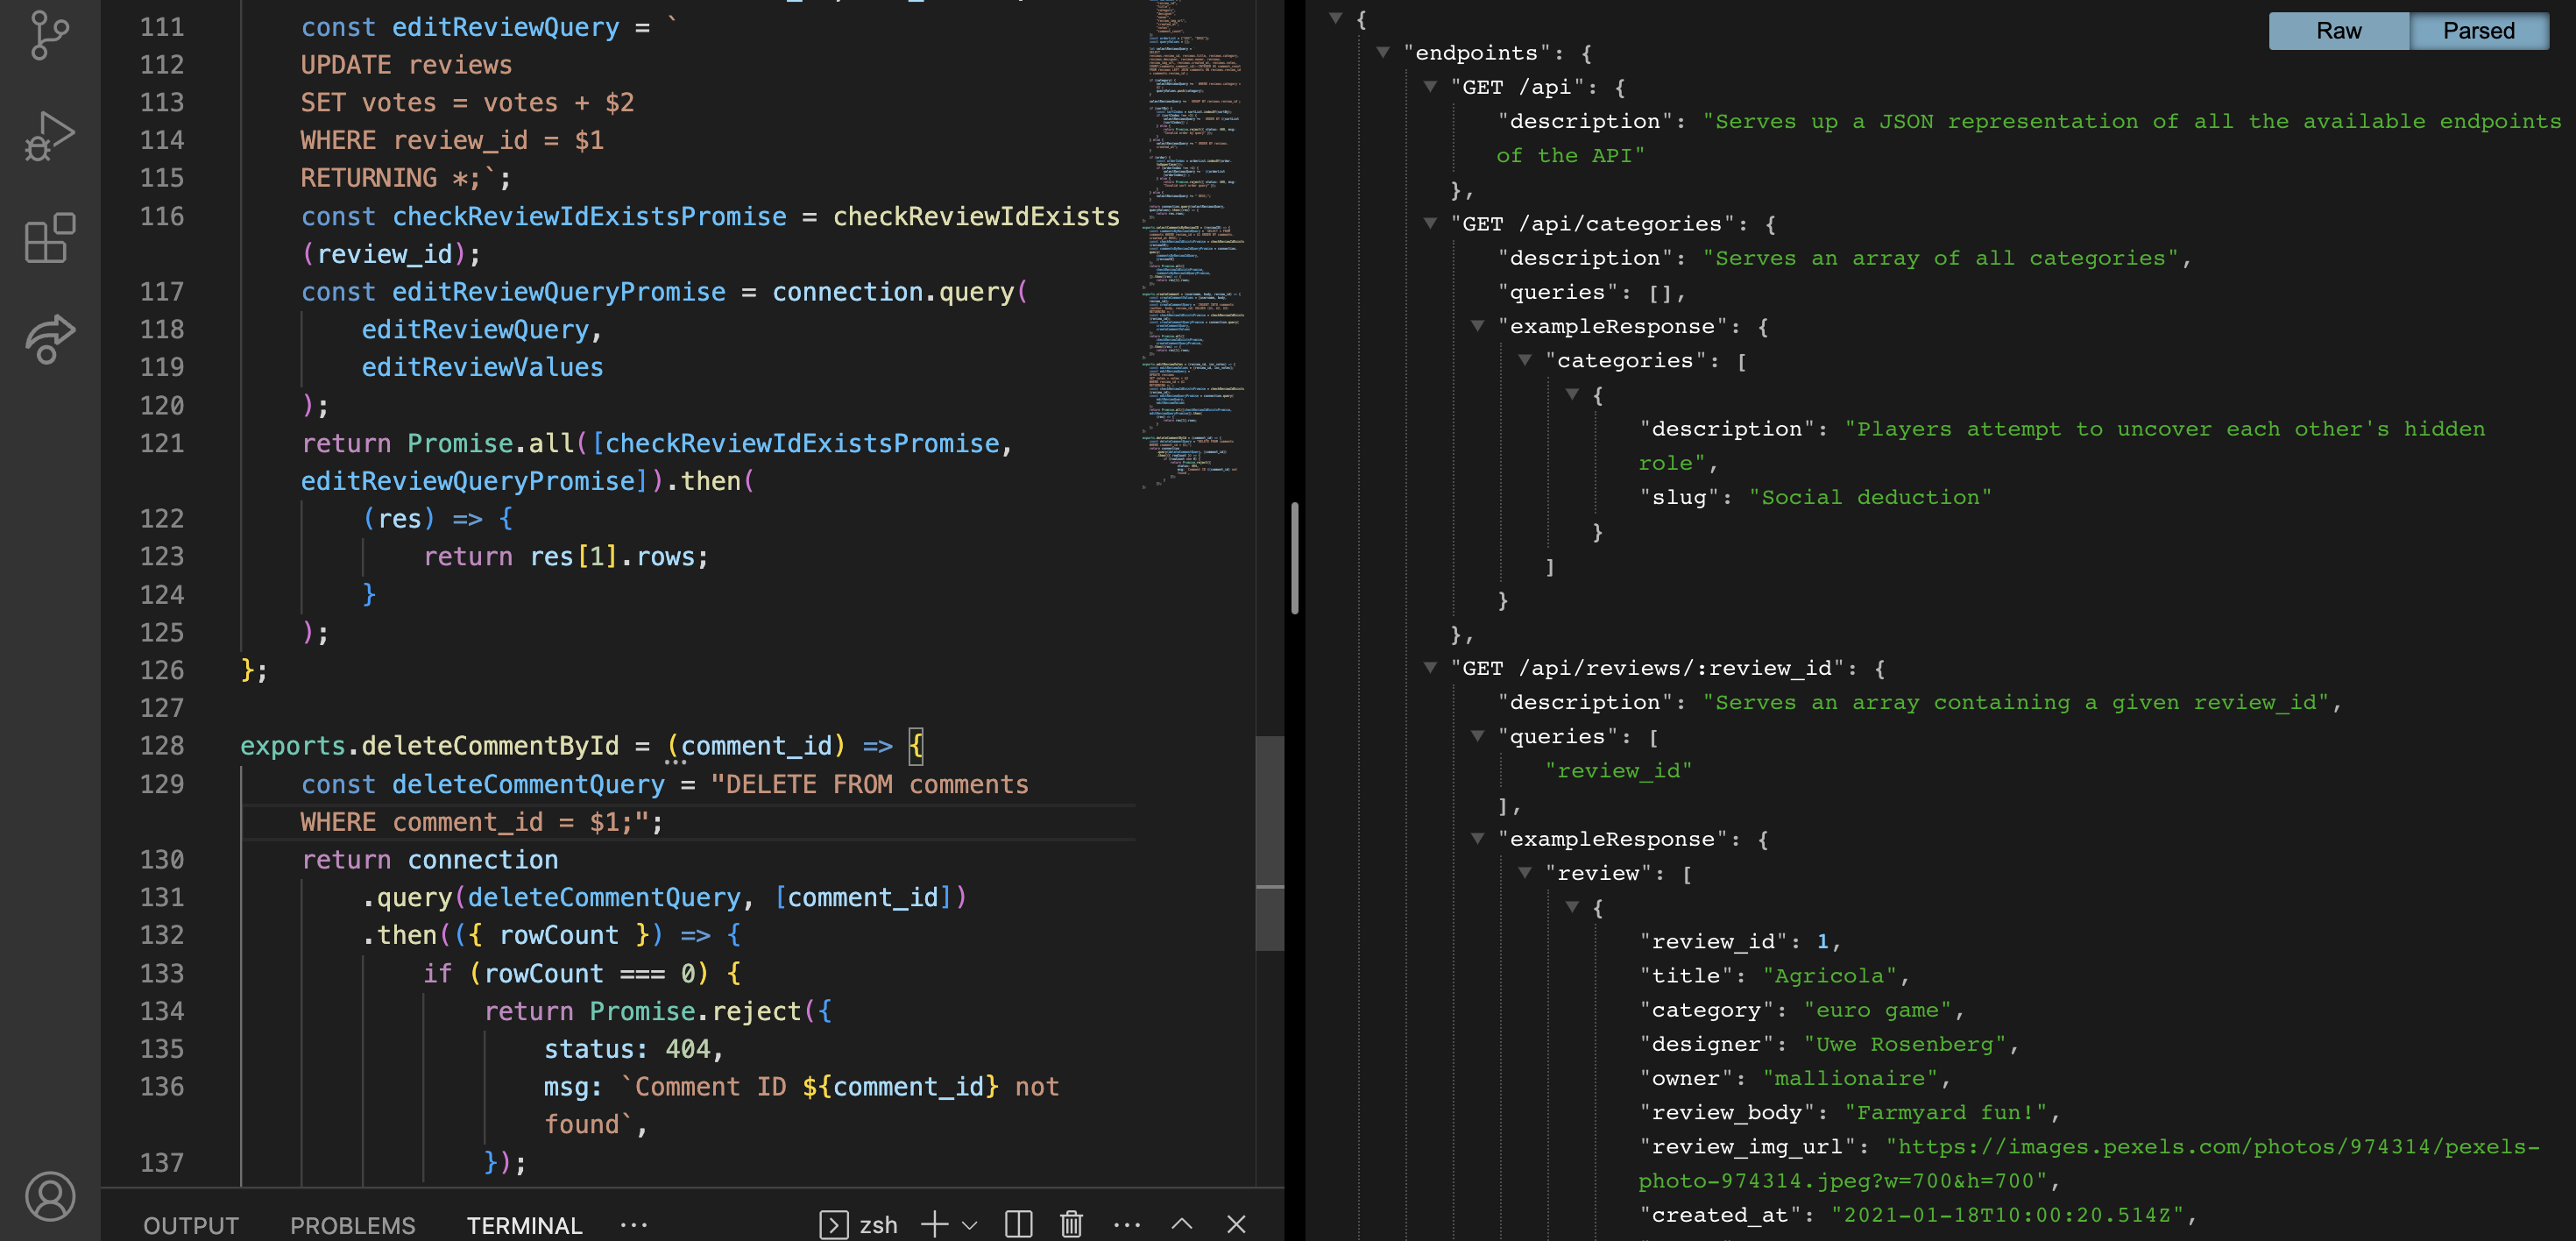 111 const editReviewQuery = `
112 UPDATE reviews
113 SET votes = votes + $2
114 WHERE review_id = $1
115 RETURNING *;`;
116 const checkReviewIdExistsPromise = checkReviewIdExists
(review_id);
117 const editReviewQueryPromise = connection.query(
118 editReviewQuery,
119 editReviewValues
120 );
121 return Promise.all([checkReviewIdExistsPromise,
editReviewQueryPromise]).then(
122 (res) => {
123 return res[1].rows;
124 }
125 );
126 };
127
128 exports.deleteCommentById = (comment_id) => {
129 const deleteCommentQuery = "DELETE FROM comments
WHERE comment_id = $1;";
130 return connection
131 .query(deleteCommentQuery, [comment_id])
132 .then(({ rowCount }) => {
133 if (rowCount === 0) {
134 return Promise.reject({
135 status: 404,
136 msg: `Comment ID ${comment_id} not
found`,
137 });
OUTPUT PROBLEMS TERMINAL ... zsh
Raw Parsed
{
"endpoints": {
"GET /api": {
"description": "Serves up a JSON representation of all the available endpoints
of the API"
},
"GET /api/categories": {
"description": "Serves an array of all categories",
"queries": [],
"exampleResponse": {
"categories": [
{
"description": "Players attempt to uncover each other's hidden
role",
"slug": "Social deduction"
}
]
}
},
"GET /api/reviews/:review_id": {
"description": "Serves an array containing a given review_id",
"queries": [
"review_id"
],
"exampleResponse": {
"review": [
{
"review_id": 1,
"title": "Agricola",
"category": "euro game",
"designer": "Uwe Rosenberg",
"owner": "mallionaire",
"review_body": "Farmyard fun!",
"review_img_url": "https://images.pexels.com/photos/974314/pexels-
photo-974314.jpeg?w=700&h=700",
"created_at": "2021-01-18T10:00:20.514Z",